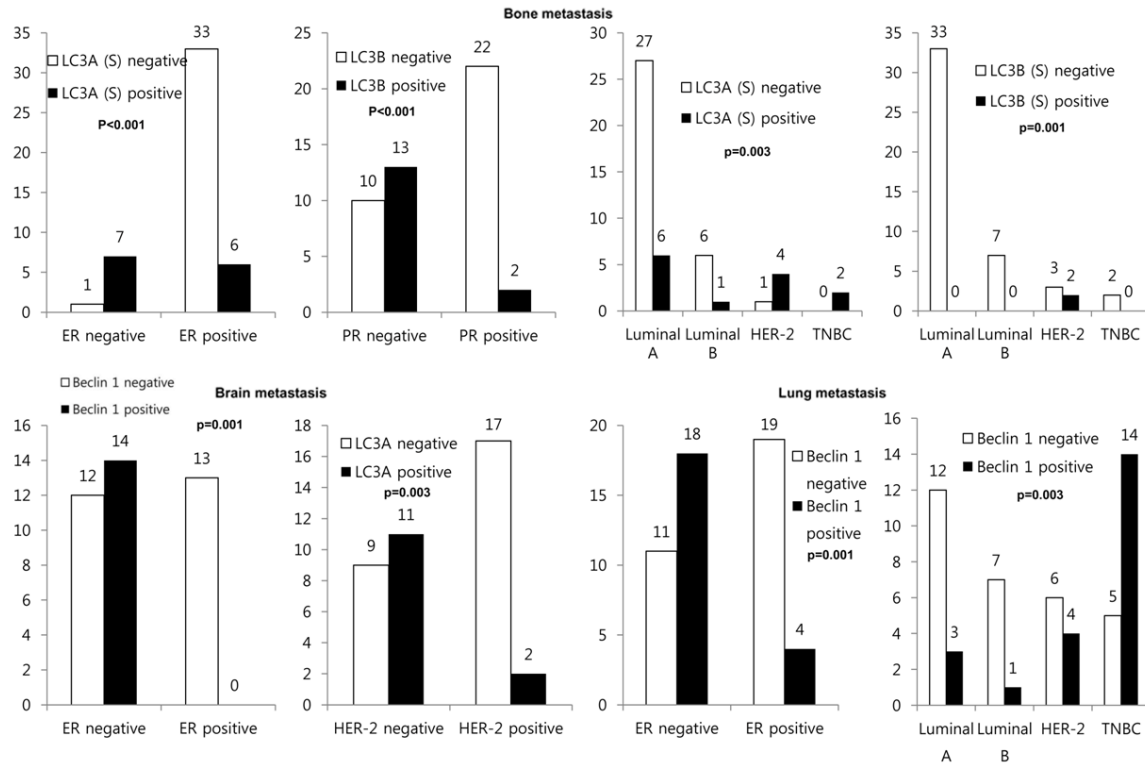 Bone metastasis
35
30
25
20
15
10
5
0
33
LC3A (S) negative
LC3A (S) positive
P<0.001
1
7
6
ER negative
ER positive
25
20
15
10
5
0
22
LC3B negative
LC3B positive
P<0.001
10
13
2
PR negative
PR positive
30
25
20
15
10
5
0
27
LC3A (S) negative
LC3A (S) positive
p=0.003
6
6
1
1
4
0
2
Luminal
A
Luminal
B
HER-2
TNBC
35
30
25
20
15
10
5
0
33
LC3B (S) negative
LC3B (S) positive
p=0.001
0
7
0
3
2
2
0
Luminal
A
Luminal
B
HER-2
TNBC
Brain metastasis
Beclin 1 negative
Beclin 1 positive
p=0.001
16
14
12
10
8
6
4
2
0
12
14
13
0
ER negative
ER positive
18
16
14
12
10
8
6
4
2
0
17
LC3A negative
LC3A positive
p=0.003
9
11
2
HER-2 negative
HER-2 positive
Lung metastasis
20
15
10
5
0
11
18
19
4
Beclin 1
negative
Beclin 1
positive
p=0.001
ER negative
ER positive
16
14
12
10
8
6
4
2
0
Beclin 1 negative
Beclin 1 positive
p=0.003
12
3
7
1
6
4
5
14
Luminal
A
Luminal
B
HER-2
TNBC